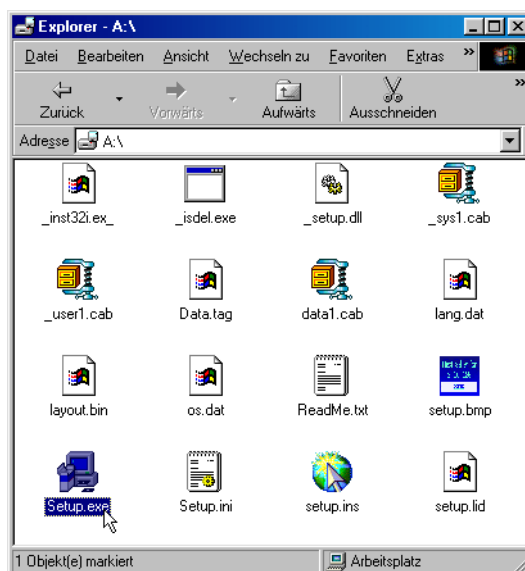 Explorer - A:\
Datei Bearbeiten Ansicht Wechseln zu Favoriten Extras »
Zurück Vorwärts Aufwärts Ausschneiden »
Adresse A:\
_inst32i.ex_ _isdel.exe _setup.dll _sys1.cab
_user1.cab Data.tag data1.cab lang.dat
layout.bin os.dat ReadMe.txt setup.bmp
Setup.exe Setup.ini setup.ins setup.lid
1 Objekt(e) markiert Arbeitsplatz